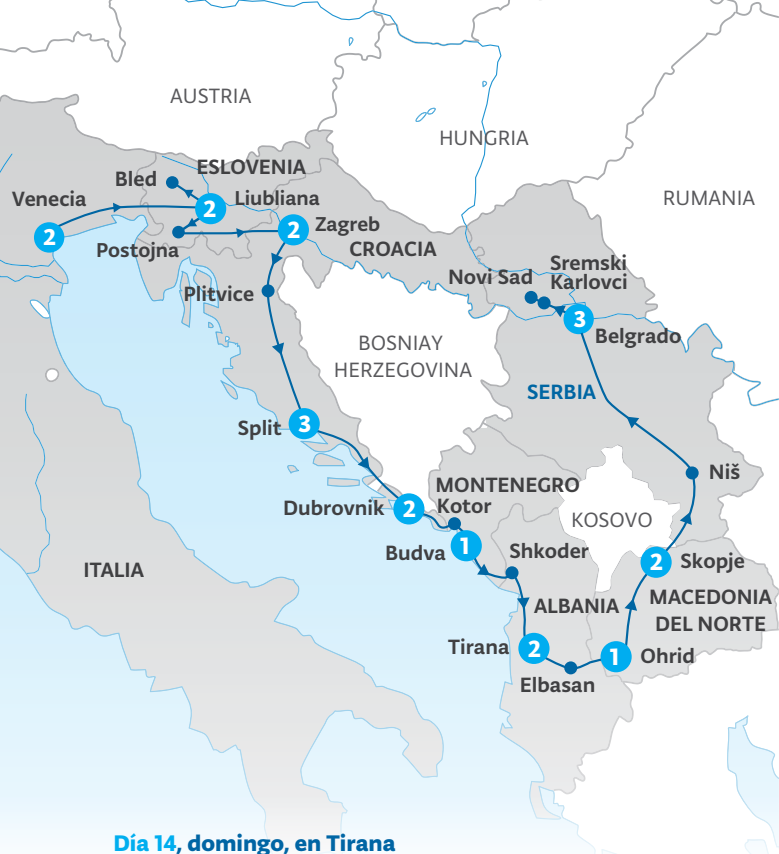 AUSTRIA
HUNGRIA
RUMANIA
ESLOVENIA
Bled
Venecia
2
2
Liubliana
Postojna
2
Zagreb
CROACIA
Plitvice
Novi Sad
Sremski
Karlovci
3
Belgrado
BOSNIAY
HERZEGOVINA
SERBIA
Split
3
MONTENEGRO
Niš
Dubrovnik
2
Kotor
KOSOVO
Budva
1
Shkoder
2
Skopje
ITALIA
ALBANIA
MACEDONIA
DEL NORTE
Tirana
2
1
Ohrid
Elbasan
Día 14, domingo, en Tirana